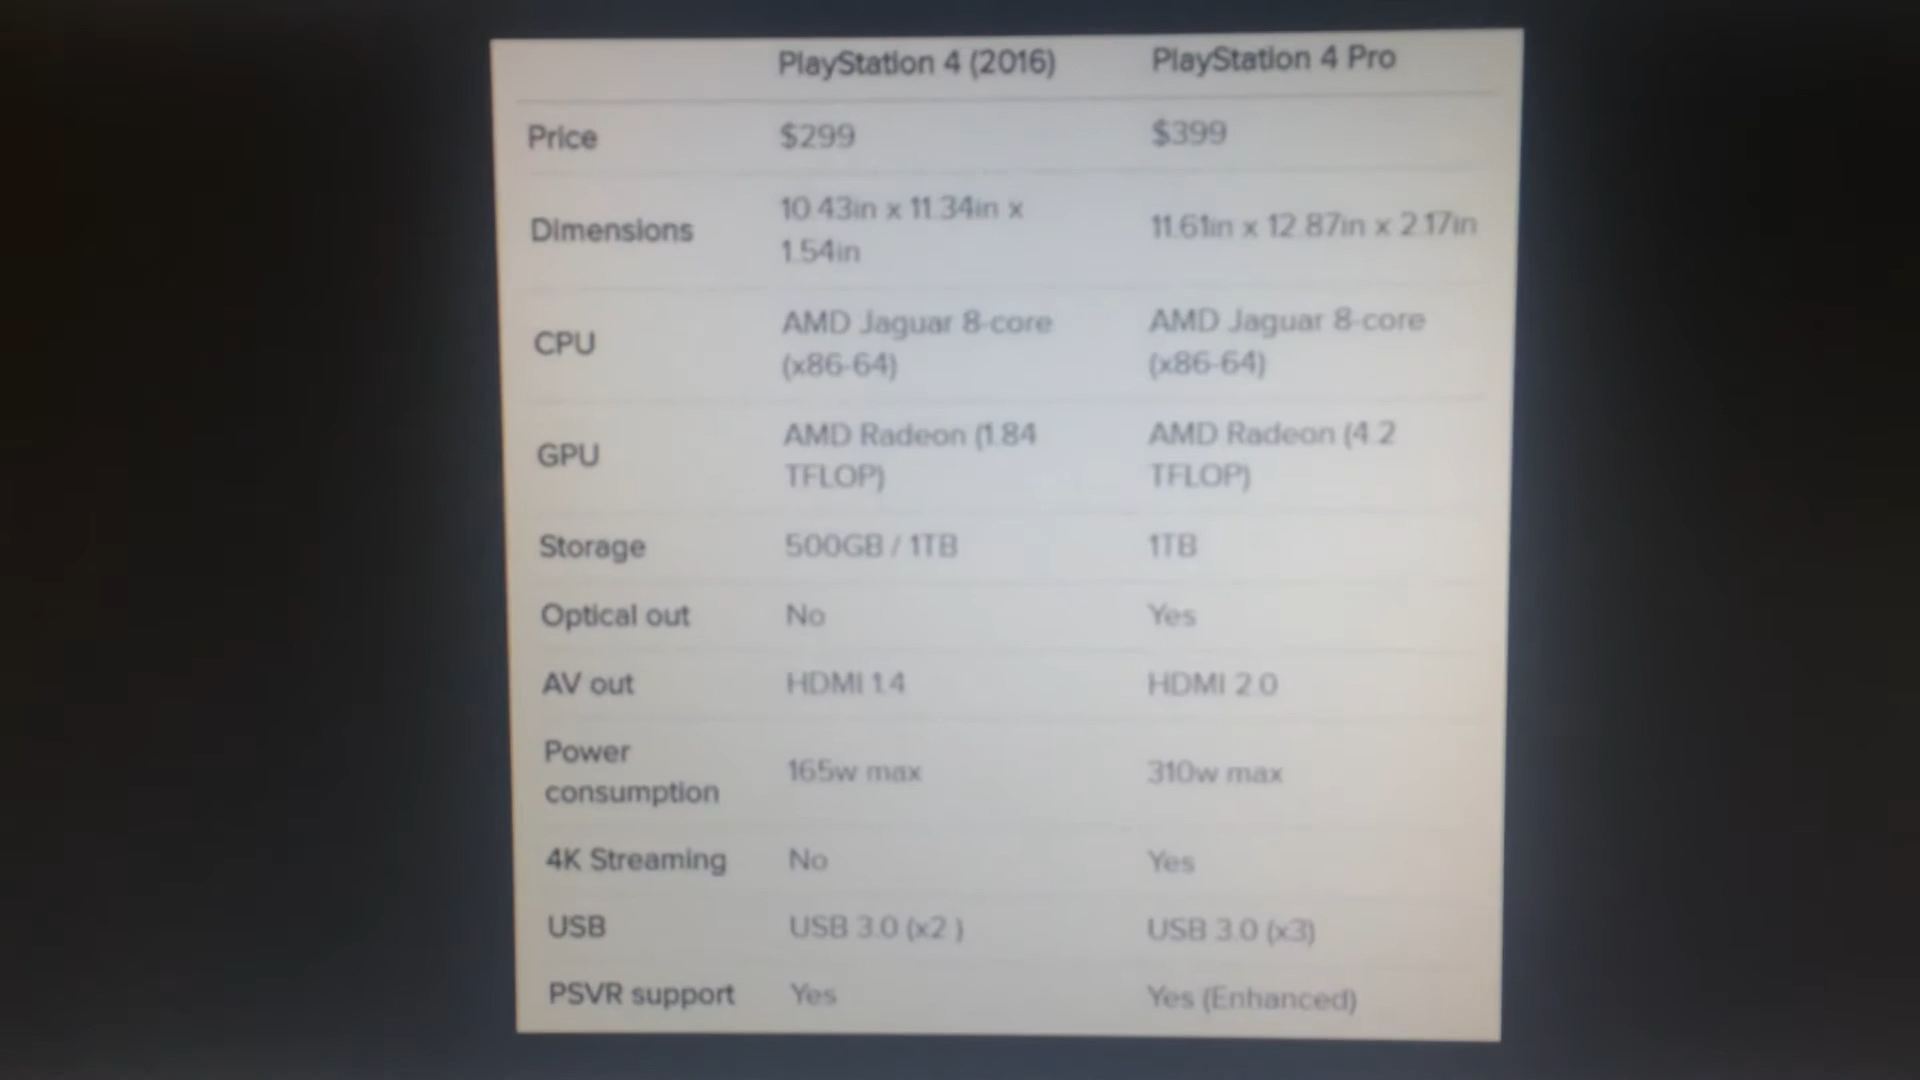 PlayStation 4 (2016) PlayStation 4 Pro
Price $299 $399
Dimensions 10.43in x 11.34in x 1.54in 11.61in x 12.87in x 2.17in
CPU AMD Jaguar 8-core (x86-64) AMD Jaguar 8-core (x86-64)
GPU AMD Radeon (1.84 TFLOP) AMD Radeon (4.2 TFLOP)
Storage 500GB / 1TB 1TB
Optical out No Yes
AV out HDMI 1.4 HDMI 2.0
Power consumption 165w max 310w max
4K Streaming No Yes
USB USB 3.0 (x2 ) USB 3.0 (x3)
PSVR support Yes Yes (Enhanced)